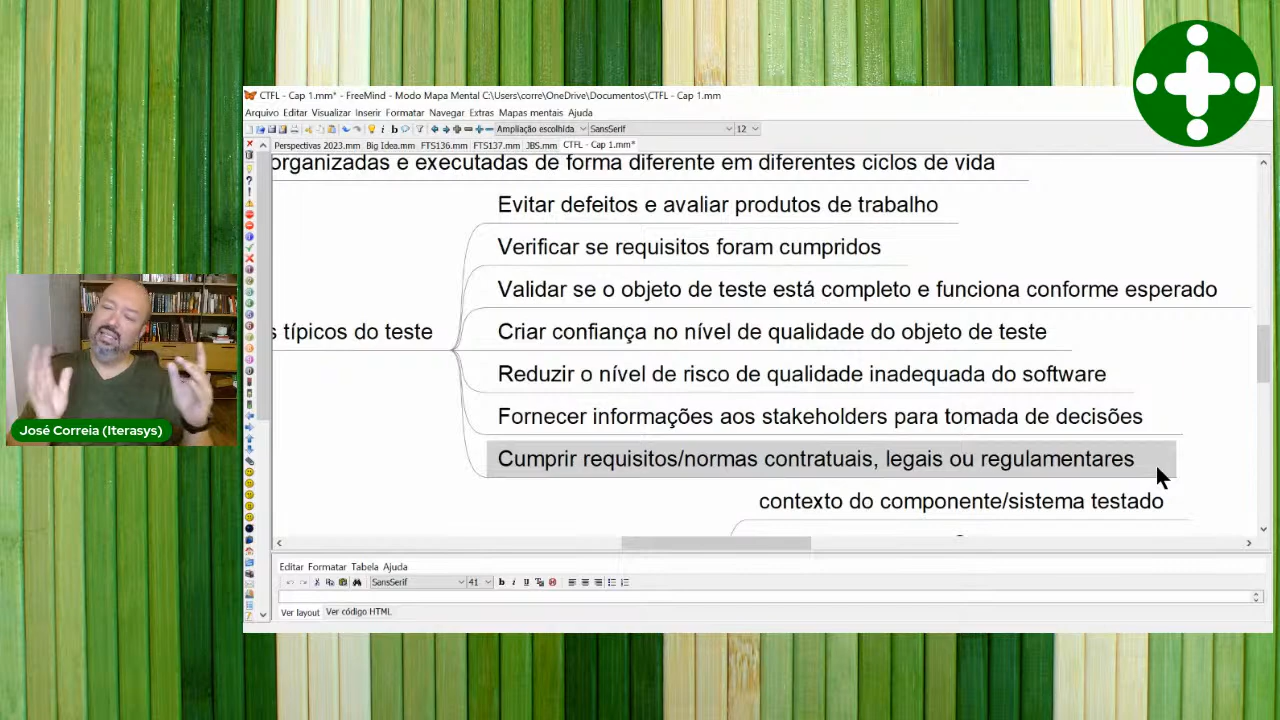 CTFL - Cap 1.mm* - FreeMind - Modo Mapa Mental C:\Users\corre\OneDrive\Documentos\CTFL - Cap 1.mm
Arquivo Editar Visualizar Inserir Formatar Navegar Extras Mapas mentais Ajuda
Ampliação escolhida SansSerif 12
Perspectivas 2023.mm Big Idea.mm FTS136.mm FTS137.mm JBS.mm CTFL - Cap 1.mm*
organizadas e executadas de forma diferente em diferentes ciclos de vida
Evitar defeitos e avaliar produtos de trabalho
Verificar se requisitos foram cumpridos
Validar se o objeto de teste está completo e funciona conforme esperado
s típicos do teste
Criar confiança no nível de qualidade do objeto de teste
Reduzir o nível de risco de qualidade inadequada do software
Fornecer informações aos stakeholders para tomada de decisões
Cumprir requisitos/normas contratuais, legais ou regulamentares
contexto do componente/sistema testado
José Correia (Iterasys)
Editar Formatar Tabela Ajuda
SansSerif 41
Ver layout Ver código HTML